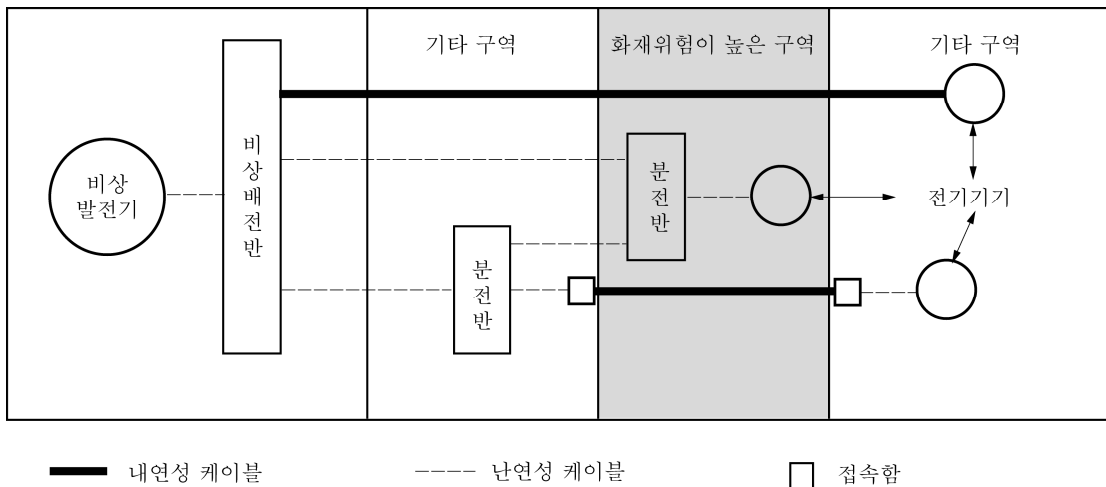 기타 구역
화재위험이 높은 구역
기타 구역
비상
발전기
비상배전반
분전반
분전반
전기기기
내연성 케이블
난연성 케이블
접속함